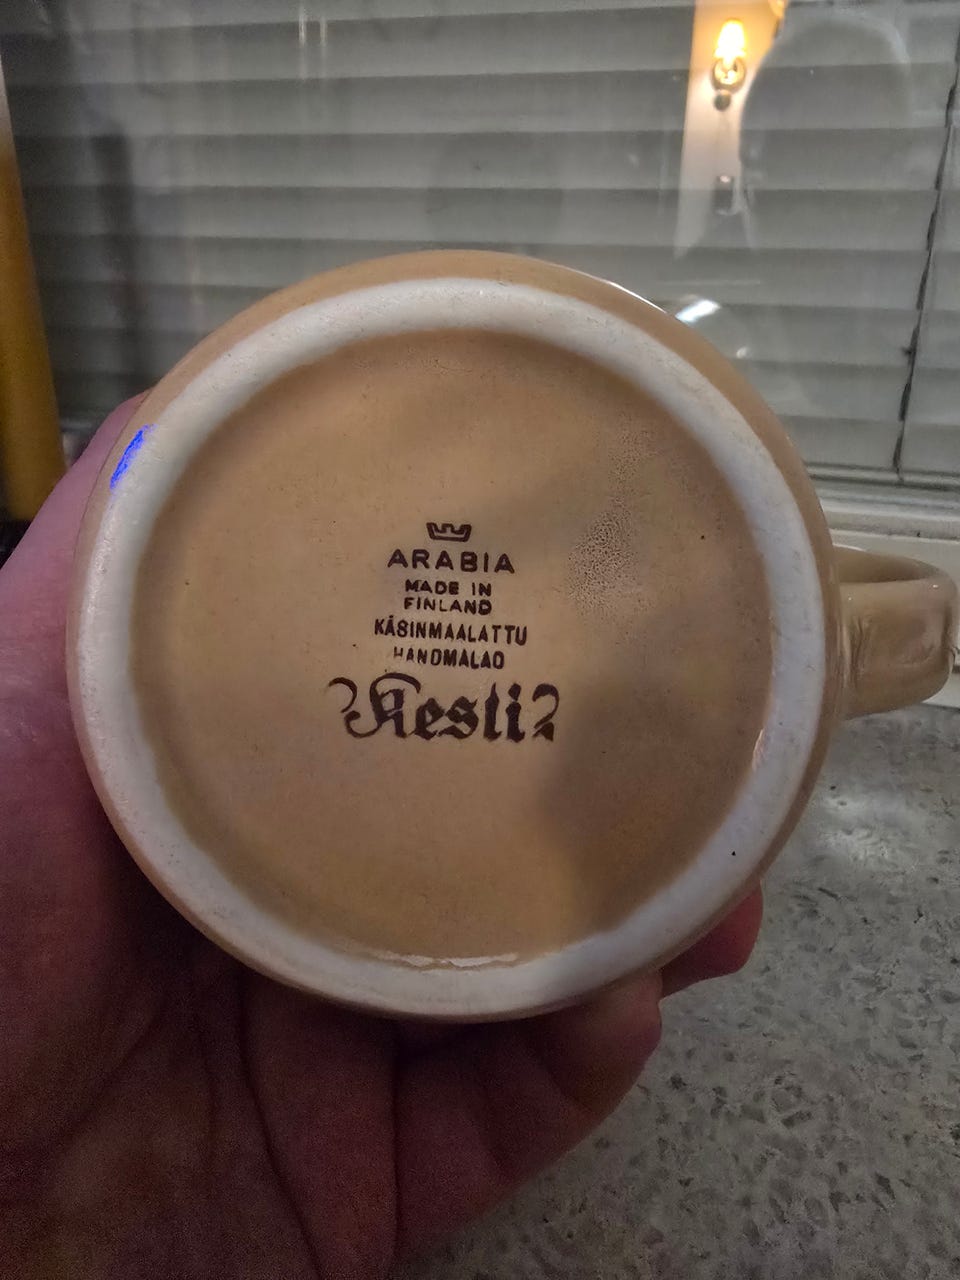 ARABIA
MADE IN
FINLAND
KÄSINMAALATTU
HANDMALAD
Kesti